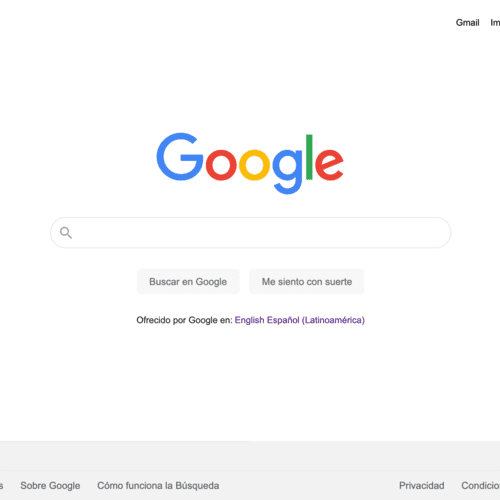 Gmail Im
Google
Buscar en Google Me siento con suerte
Ofrecido por Google en: English Español (Latinoamérica)
s Sobre Google Cómo funciona la Búsqueda Privacidad Condicio